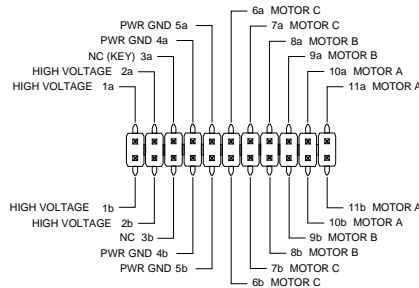 6a MOTOR C
PWR GND 5a
7a MOTOR C
PWR GND 4a
8a MOTOR B
NC (KEY) 3a
9a MOTOR B
HIGH VOLTAGE 2a
10a MOTOR A
HIGH VOLTAGE 1a
11a MOTOR A
HIGH VOLTAGE 1b
11b MOTOR A
HIGH VOLTAGE 2b
10b MOTOR A
NC 3b
9b MOTOR B
PWR GND 4b
8b MOTOR B
PWR GND 5b
7b MOTOR C
6b MOTOR C